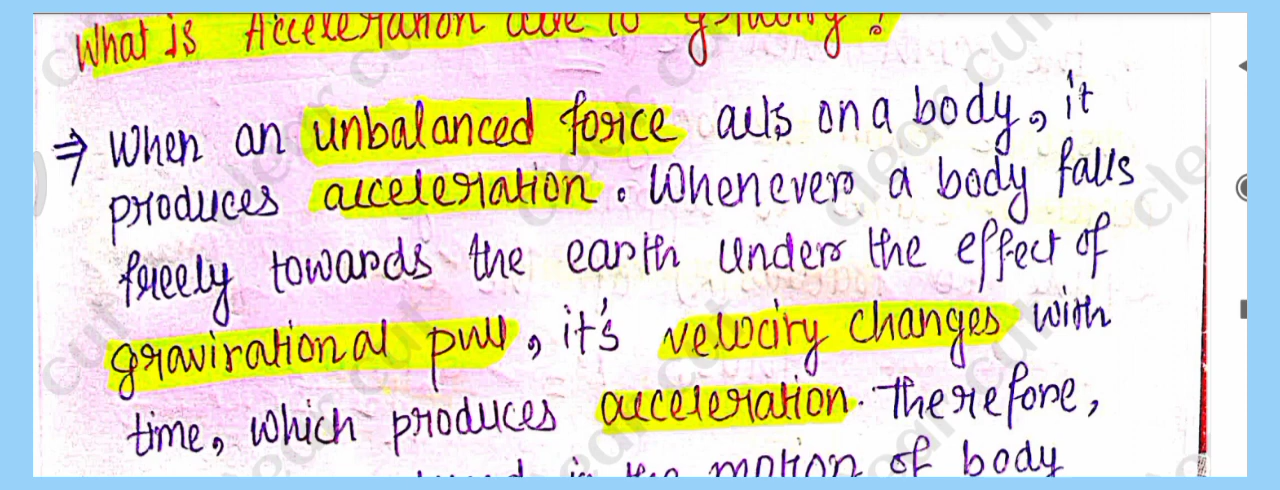 What is Acceleration due to gravity?
⇒ When an unbalanced force acts on a body, it
produces acceleration. Whenever a body falls
freely towards the earth under the effect of
gravitational pull, it's velocity changes with
time, which produces acceleration. Therefore,
in the motion of body